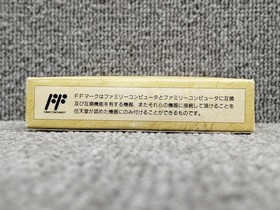 FFマークはファミリーコンピュータとファミリーコンピュータに互換
及び互換機能を有する機器、またそれらの機器に接続して頂けることを
任天堂が認めた機器にのみ付けることができるものです。